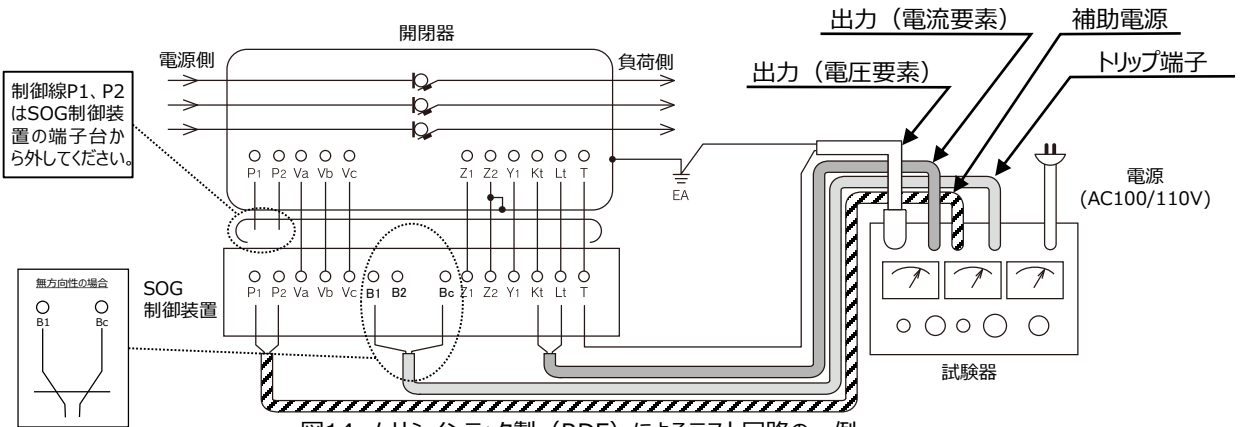 出力（電流要素）
補助電源
開閉器
出力（電圧要素）
トリップ端子
電源側
負荷側
制御線P1、P2
はSOG制御装
置の端子台か
ら外してください。
P1 P2 Va Vb Vc
Z1 Z2 Y1 Kt Lt T
EA
電源
(AC100/110V)
無方向性の場合
B1 Bc
SOG
制御装置
P1 P2 Va Vb Vc B1 B2 Bc Z1 Z2 Y1 Kt Lt T
試験器